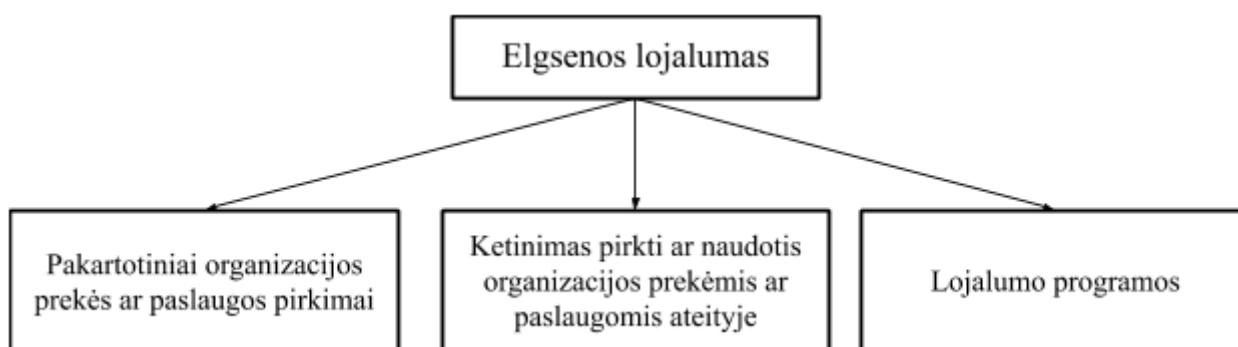 Elgsenos lojalumas
Pakartotiniai organizacijos
prekės ar paslaugos pirkimai
Ketinimas pirkti ar naudotis
organizacijos prekėmis ar
paslaugomis ateityje
Lojalumo programos